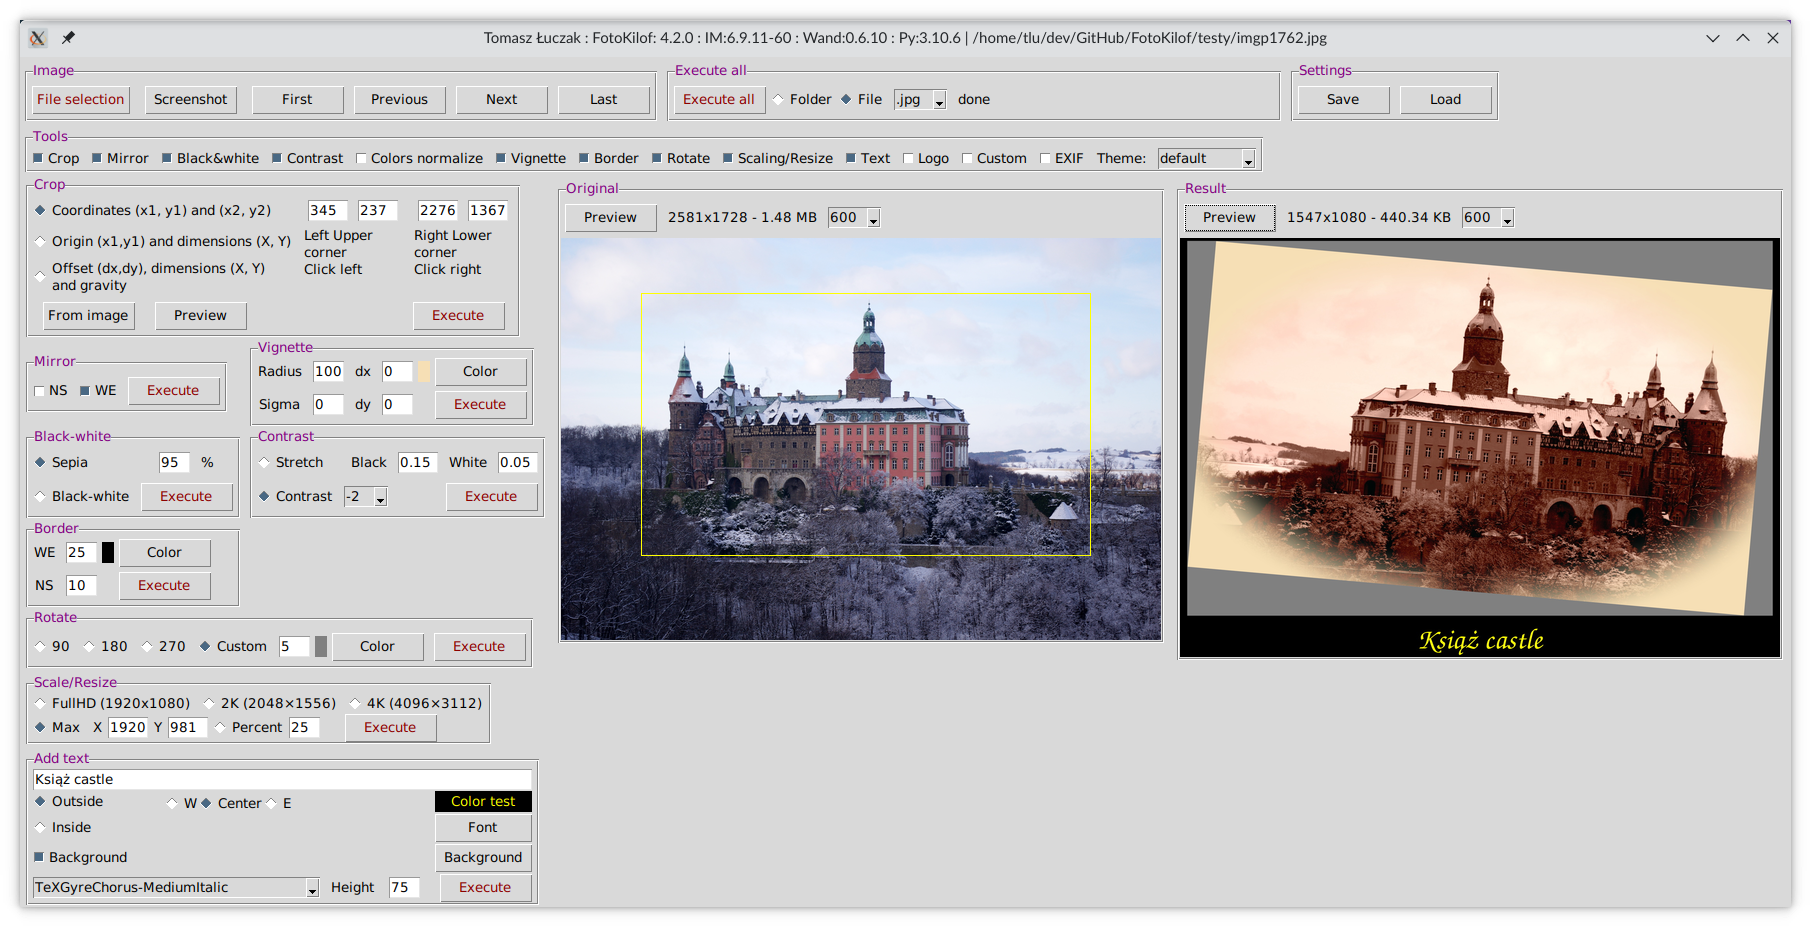 Tomasz Łuczak : FotoKilof: 4.2.0 : IM:6.9.11-60 : Wand:0.6.10 : Py:3.10.6 | /home/tlu/dev/GitHub/FotoKilof/testy/imgp1762.jpg
Image
File selection Screenshot First Previous Next Last
Execute all
Execute all Folder File .jpg done
Settings
Save Load
Tools
Crop Mirror Black&white Contrast Colors normalize Vignette Border Rotate Scaling/Resize Text Logo Custom EXIF Theme: default
Crop
Coordinates (x1, y1) and (x2, y2) 345 237 2276 1367
Origin (x1,y1) and dimensions (X, Y)
Offset (dx,dy), dimensions (X, Y)
and gravity
Left Upper
corner
Click left
Right Lower
corner
Click right
From image Preview Execute
Mirror
NS WE Execute
Vignette
Radius 100 dx 0 Color
Sigma 0 dy 0 Execute
Black-white
Sepia 95 %
Black-white Execute
Contrast
Stretch Black 0.15 White 0.05
Contrast -2 Execute
Border
WE 25 Color
NS 10 Execute
Rotate
90 180 270 Custom 5 Color Execute
Scale/Resize
FullHD (1920x1080) 2K (2048×1556) 4K (4096×3112)
Max X 1920 Y 981 Percent 25 Execute
Add text
Książ castle
Outside W Center E Color test
Inside Font
Background Background
TeXGyreChorus-MediumItalic Height 75 Execute
Original
Preview 2581x1728 - 1.48 MB 600
Result
Preview 1547x1080 - 440.34 KB 600
Książ castle